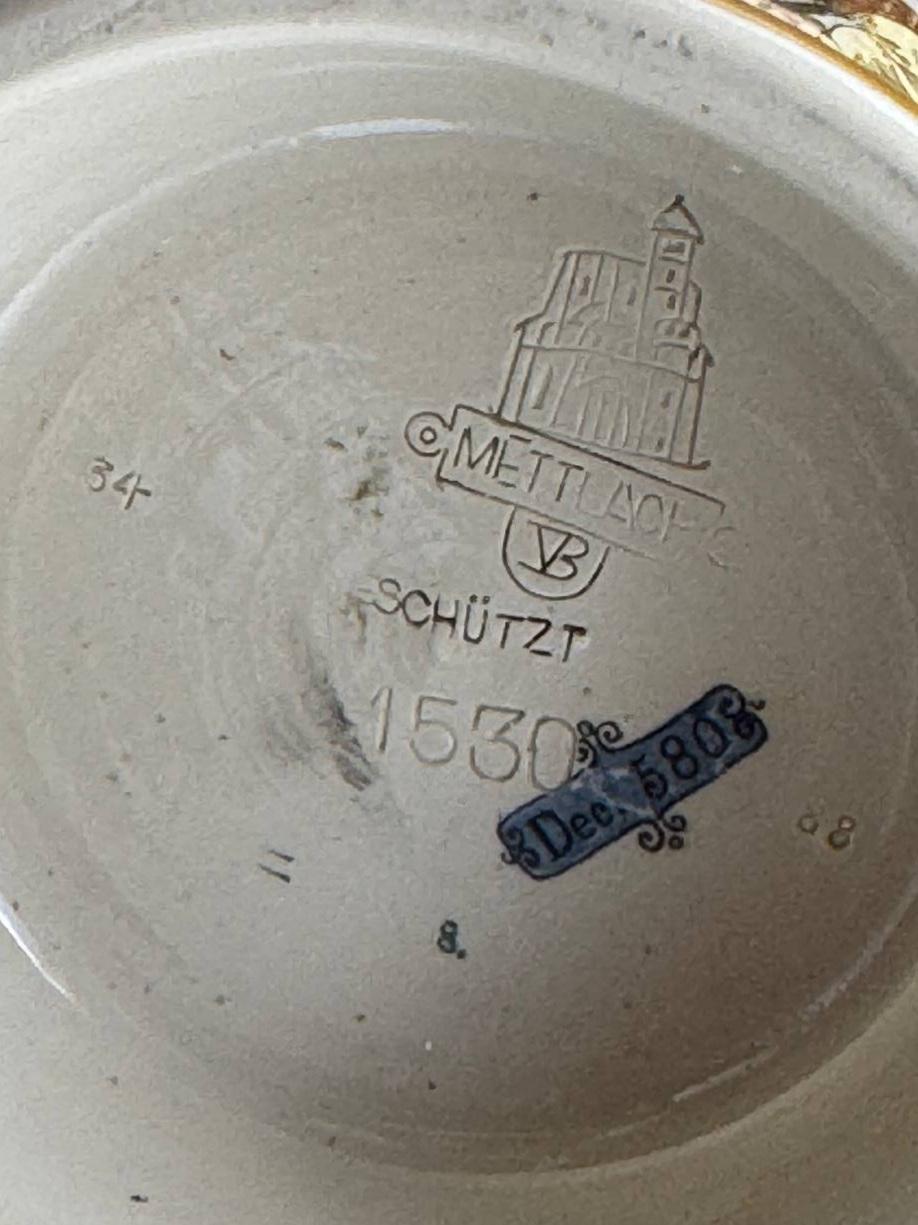 METTLACH
VB
GESCHÜTZT
34
1530
Dec. 580
8
8.